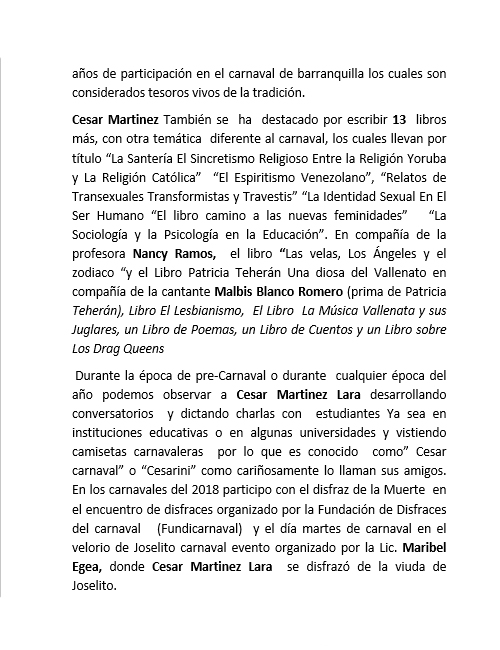 años de participación en el carnaval de barranquilla los cuales son
considerados tesoros vivos de la tradición.
Cesar Martinez También se ha destacado por escribir 13 libros
más, con otra temática diferente al carnaval, los cuales llevan por
título “La Santería El Sincretismo Religioso Entre la Religión Yoruba
y La Religión Católica” “El Espiritismo Venezolano”, “Relatos de
Transexuales Transformistas y Travestis” “La Identidad Sexual En El
Ser Humano “El libro camino a las nuevas feminidades” “La
Sociología y la Psicología en la Educación”. En compañía de la
profesora Nancy Ramos, el libro “Las velas, Los Ángeles y el
zodiaco “y el Libro Patricia Teherán Una diosa del Vallenato en
compañía de la cantante Malbis Blanco Romero (prima de Patricia
Teherán), Libro El Lesbianismo, El Libro La Música Vallenata y sus
Juglares, un Libro de Poemas, un Libro de Cuentos y un Libro sobre
Los Drag Queens
Durante la época de pre-Carnaval o durante cualquier época del
año podemos observar a Cesar Martinez Lara desarrollando
conversatorios y dictando charlas con estudiantes Ya sea en
instituciones educativas o en algunas universidades y vistiendo
camisetas carnavaleras por lo que es conocido como” Cesar
carnaval” o “Cesarini” como cariñosamente lo llaman sus amigos.
En los carnavales del 2018 participo con el disfraz de la Muerte en
el encuentro de disfraces organizado por la Fundación de Disfraces
del carnaval (Fundicarnaval) y el día martes de carnaval en el
velorio de Joselito carnaval evento organizado por la Lic. Maribel
Egea, donde Cesar Martinez Lara se disfrazó de la viuda de
Joselito.